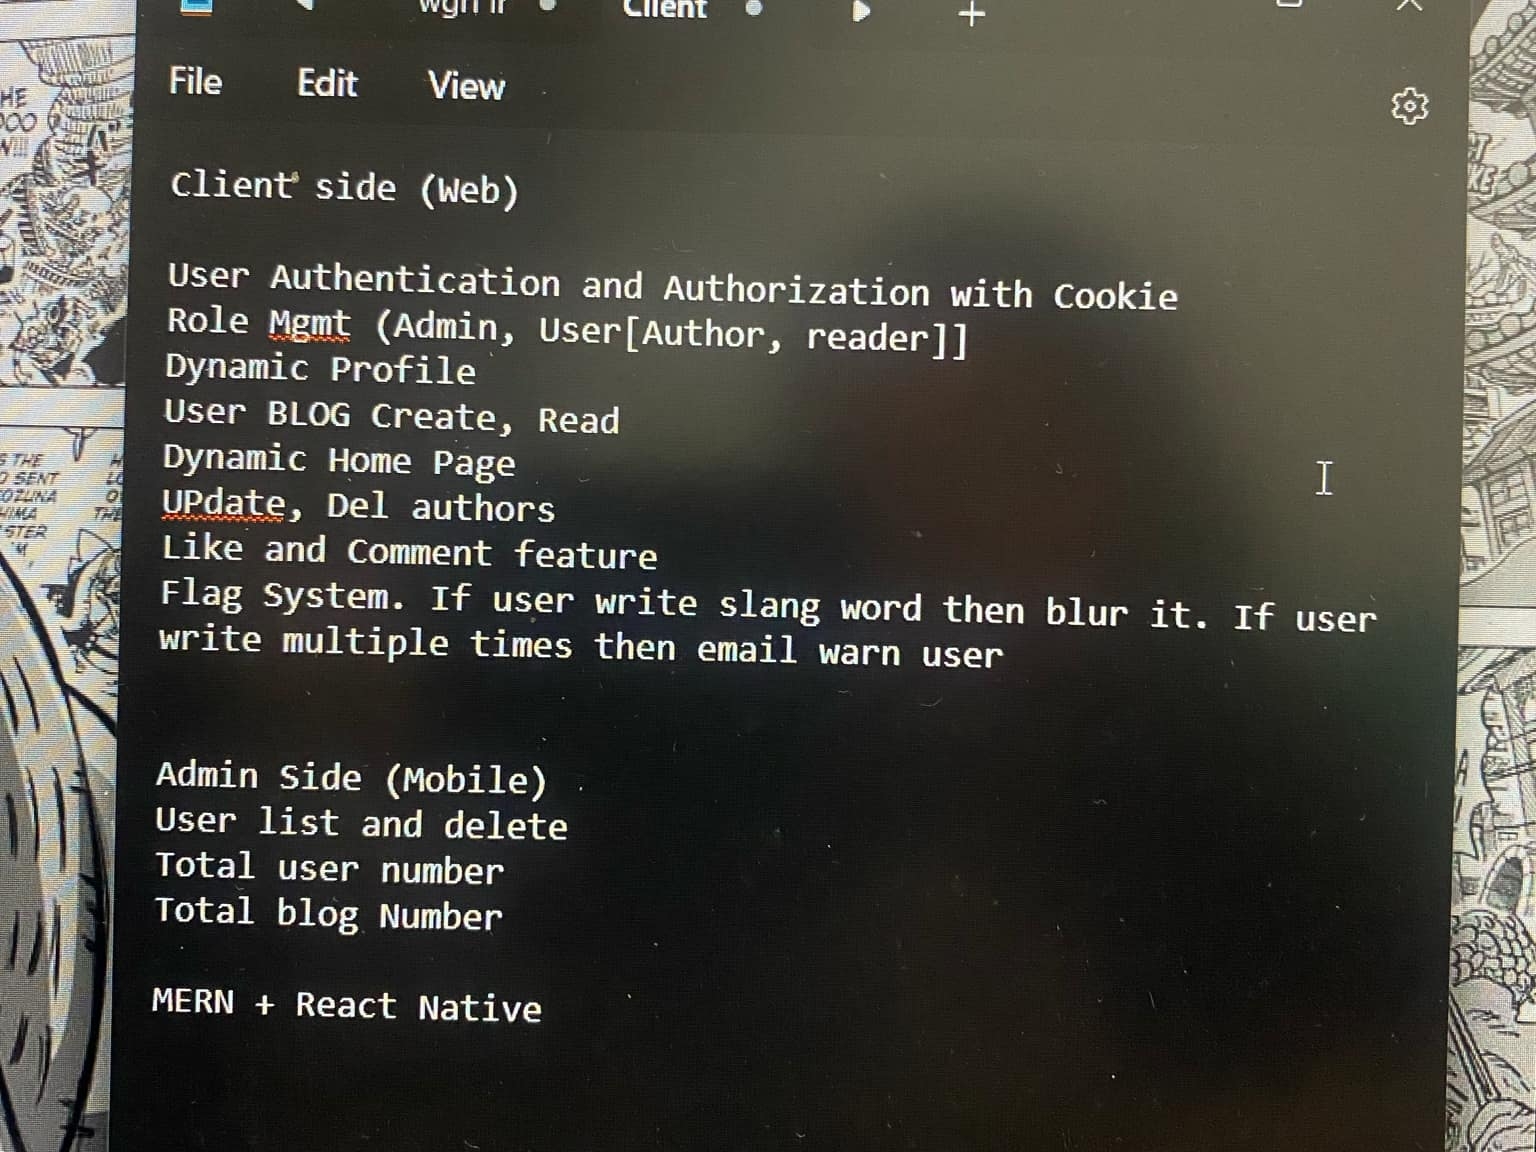 Client
File Edit View
Client side (Web)
User Authentication and Authorization with Cookie
Role Mgmt (Admin, User[Author, reader]]
Dynamic Profile
User BLOG Create, Read
Dynamic Home Page
UPdate, Del authors
Like and Comment feature
Flag System. If user write slang word then blur it. If user
write multiple times then email warn user
Admin Side (Mobile)
User list and delete
Total user number
Total blog Number
MERN + React Native
THE
SENT
THE